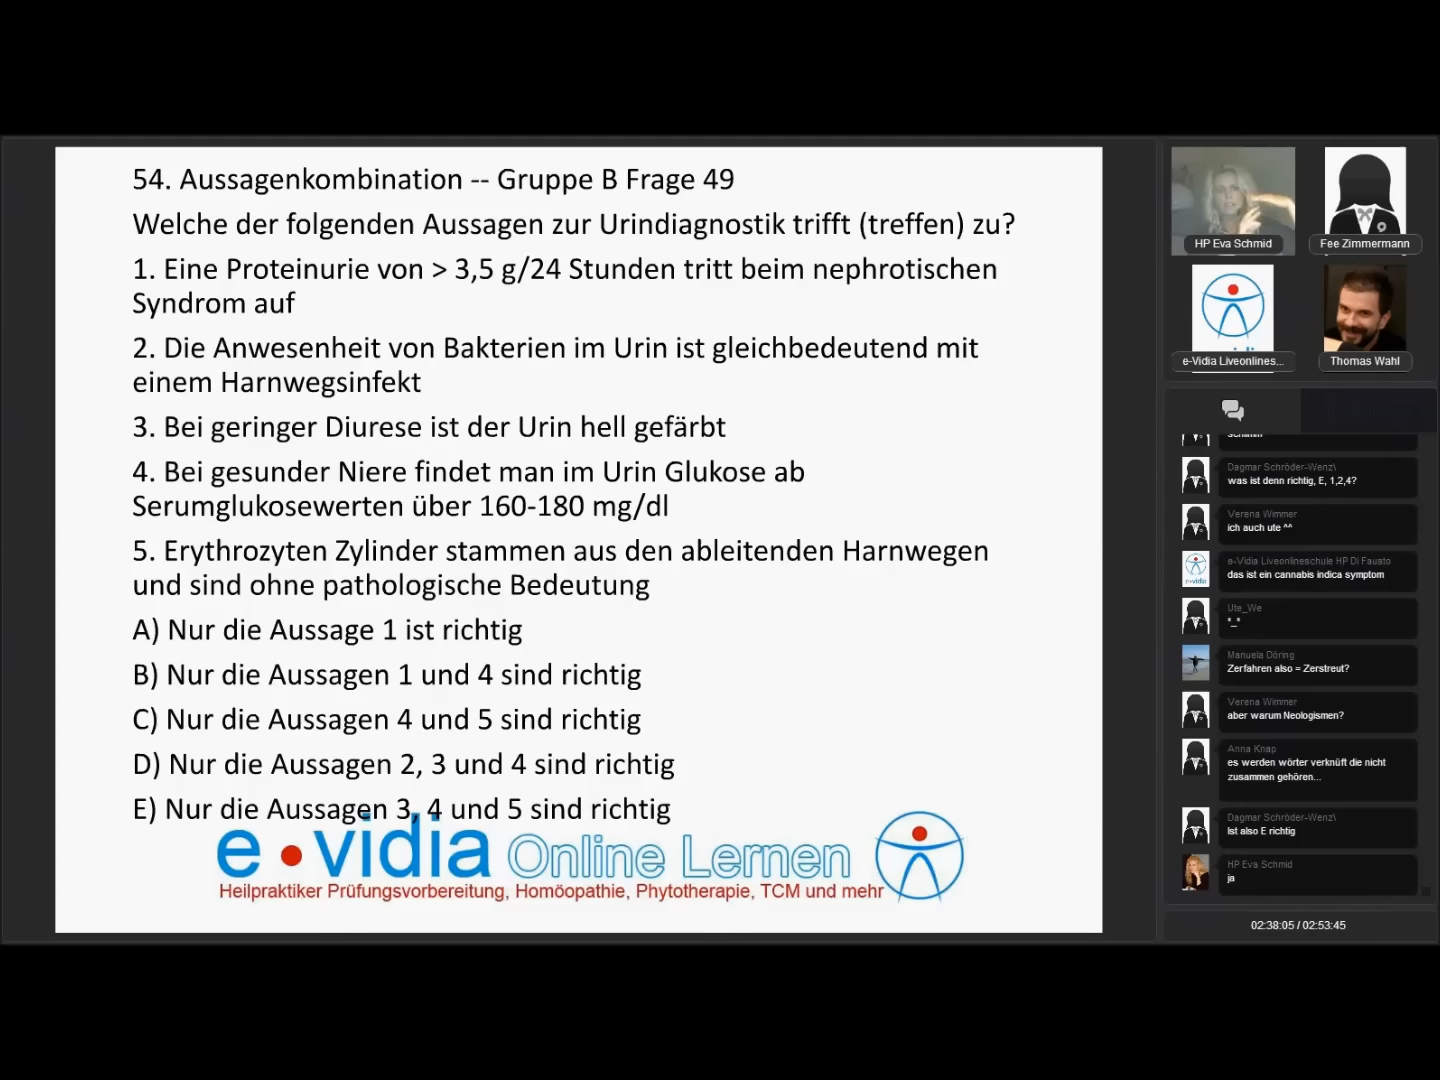 54. Aussagenkombination -- Gruppe B Frage 49
Welche der folgenden Aussagen zur Urindiagnostik trifft (treffen) zu?
1. Eine Proteinurie von > 3,5 g/24 Stunden tritt beim nephrotischen
Syndrom auf
2. Die Anwesenheit von Bakterien im Urin ist gleichbedeutend mit
einem Harnwegsinfekt
3. Bei geringer Diurese ist der Urin hell gefärbt
4. Bei gesunder Niere findet man im Urin Glukose ab
Serumglukosewerten über 160-180 mg/dl
5. Erythrozyten Zylinder stammen aus den ableitenden Harnwegen
und sind ohne pathologische Bedeutung
A) Nur die Aussage 1 ist richtig
B) Nur die Aussagen 1 und 4 sind richtig
C) Nur die Aussagen 4 und 5 sind richtig
D) Nur die Aussagen 2, 3 und 4 sind richtig
E) Nur die Aussagen 3, 4 und 5 sind richtig
e•vidia Online Lernen
Heilpraktiker Prüfungsvorbereitung, Homöopathie, Phytotherapie, TCM und mehr
HP Eva Schmid
Fee Zimmermann
e-Vidia Liveonlines...
Thomas Wahl
Dagmar Schröder-Wenz\
was ist denn richtig, E, 1,2,4?
Verena Wimmer
ich auch ute ^^
e-Vidia Liveonlineschule HP Di Fausto
das ist ein cannabis indica symptom
e-vidia
Ute_We
*_*
Manuela Döring
Zerfahren also = Zerstreut?
Verena Wimmer
aber warum Neologismen?
Anna Knap
es werden wörter verknüft die nicht
zusammen gehören...
Dagmar Schröder-Wenz\
Ist also E richtig
HP Eva Schmid
ja
02:38:05 / 02:53:45